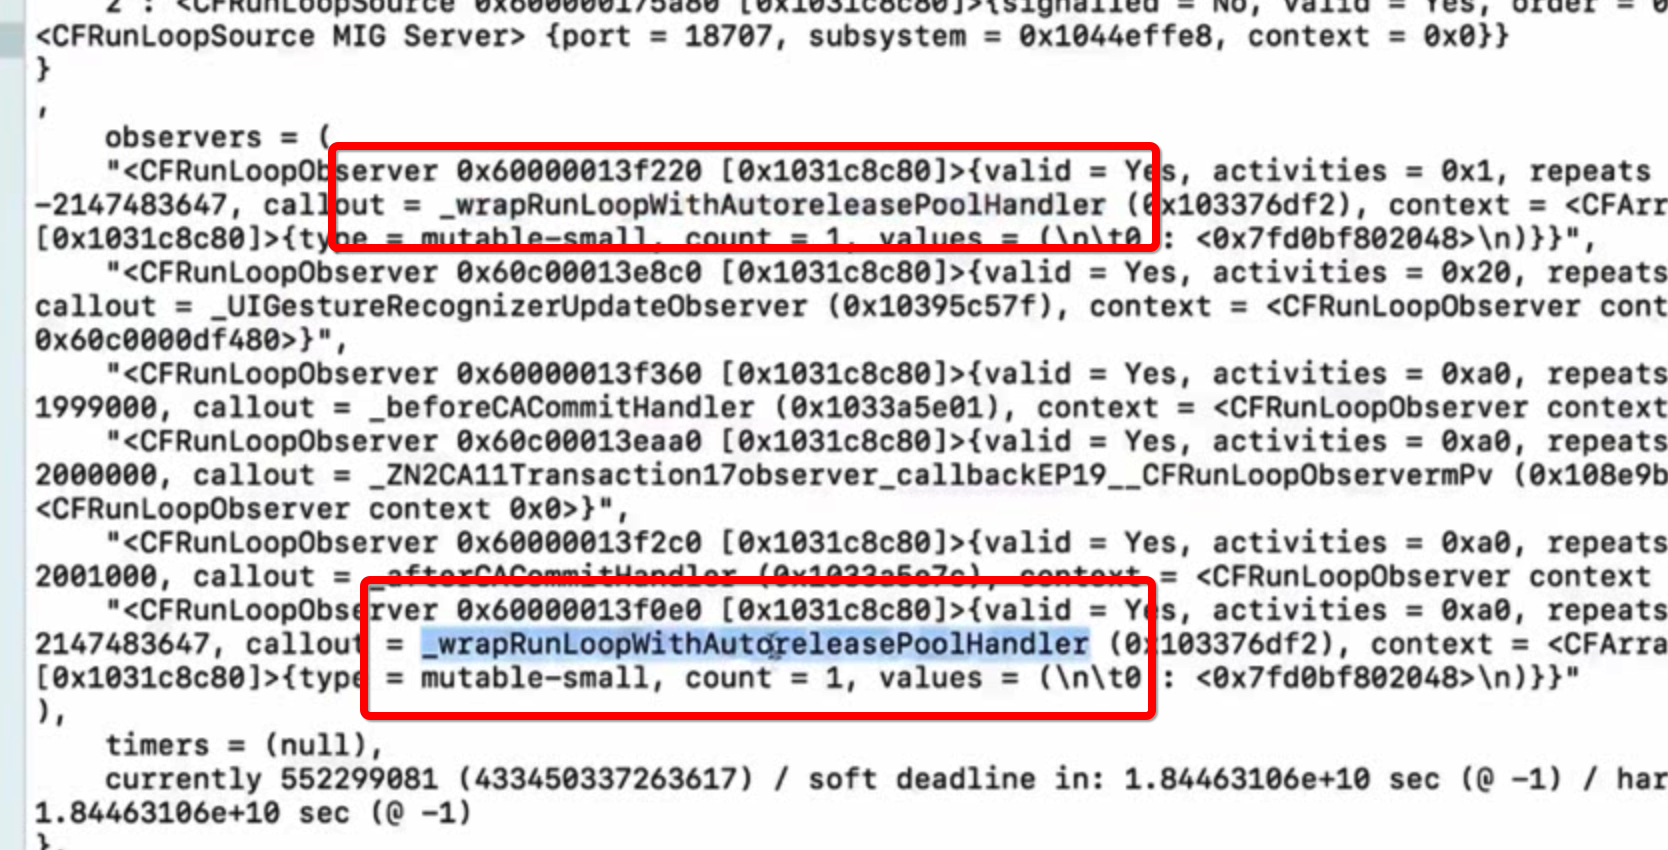 2 : <CFRunLoopSource 0x600000175a80 [0x1031c8c80]>{signalled = No, valid = Yes, order = 0
<CFRunLoopSource MIG Server> {port = 18707, subsystem = 0x1044effe8, context = 0x0}}
}
,
observers = (
"<CFRunLoopObserver 0x60000013f220 [0x1031c8c80]>{valid = Yes, activities = 0x1, repeats
-2147483647, callout = _wrapRunLoopWithAutoreleasePoolHandler (0x103376df2), context = <CFArr
[0x1031c8c80]>{type = mutable-small, count = 1, values = (\n\t0 : <0x7fd0bf802048>\n)}}",
"<CFRunLoopObserver 0x60c00013e8c0 [0x1031c8c80]>{valid = Yes, activities = 0x20, repeats
callout = _UIGestureRecognizerUpdateObserver (0x10395c57f), context = <CFRunLoopObserver cont
0x60c0000df480>}",
"<CFRunLoopObserver 0x60000013f360 [0x1031c8c80]>{valid = Yes, activities = 0xa0, repeats
1999000, callout = _beforeCACommitHandler (0x1033a5e01), context = <CFRunLoopObserver context
"<CFRunLoopObserver 0x60c00013eaa0 [0x1031c8c80]>{valid = Yes, activities = 0xa0, repeats
2000000, callout = _ZN2CA11Transaction17observer_callbackEP19__CFRunLoopObservermPv (0x108e9b
<CFRunLoopObserver context 0x0>}",
"<CFRunLoopObserver 0x60000013f2c0 [0x1031c8c80]>{valid = Yes, activities = 0xa0, repeats
2001000, callout = _afterCACommitHandler (0x1033a5e7c), context = <CFRunLoopObserver context
"<CFRunLoopObserver 0x60000013f0e0 [0x1031c8c80]>{valid = Yes, activities = 0xa0, repeats
2147483647, callout = _wrapRunLoopWithAutoreleasePoolHandler (0x103376df2), context = <CFArra
[0x1031c8c80]>{type = mutable-small, count = 1, values = (\n\t0 : <0x7fd0bf802048>\n)}}"
),
timers = (null),
currently 552299081 (433450337263617) / soft deadline in: 1.84463106e+10 sec (@ -1) / har
1.84463106e+10 sec (@ -1)
},